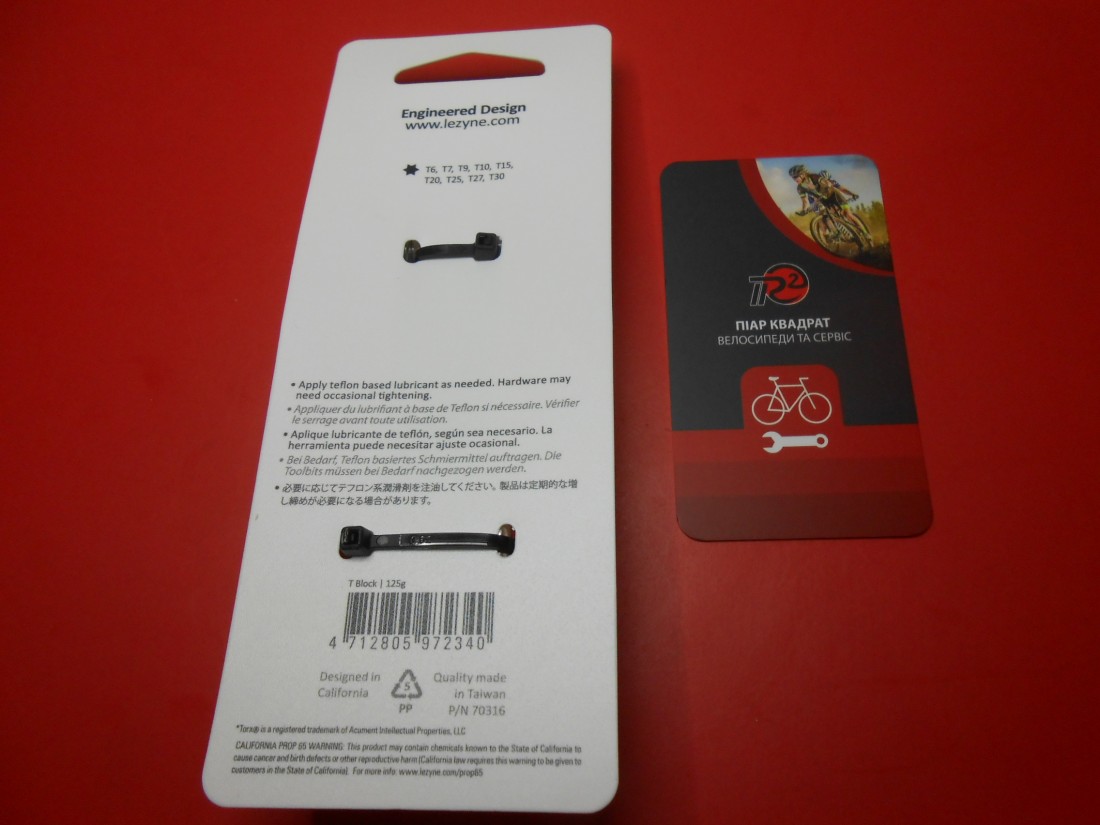 Engineered Design
www.lezyne.com
T6, T7, T9, T10, T15,
T20, T25, T27, T30
• Apply teflon based lubricant as needed. Hardware may
need occasional tightening.
• Appliquer du lubrifiant à base de Teflon si nécessaire. Vérifier
le serrage avant toute utilisation.
• Aplique lubricante de teflón, según sea necesario. La
herramienta puede necesitar ajuste ocasional.
• Bei Bedarf, Teflon basiertes Schmiermittel auftragen. Die
Toolbits müssen bei Bedarf nachgezogen werden.
• 必要に応じてテフロン系潤滑剤を注油してください。製品は定期的な増
し締めが必要になる場合があります。
T Block | 125g
4 712805 972340
Designed in
California
5
PP
Quality made
in Taiwan
P/N 70316
*Torx® is a registered trademark of Acument Intellectual Properties, LLC
CALIFORNIA PROP 65 WARNING: This product may contain chemicals known to the State of California to
cause cancer and birth defects or other reproductive harm (California law requires this warning to be given to
customers in the State of California). For more info: www.lezyne.com/prop65
ПR2
ПІАР КВАДРАТ
ВЕЛОСИПЕДИ ТА СЕРВІС